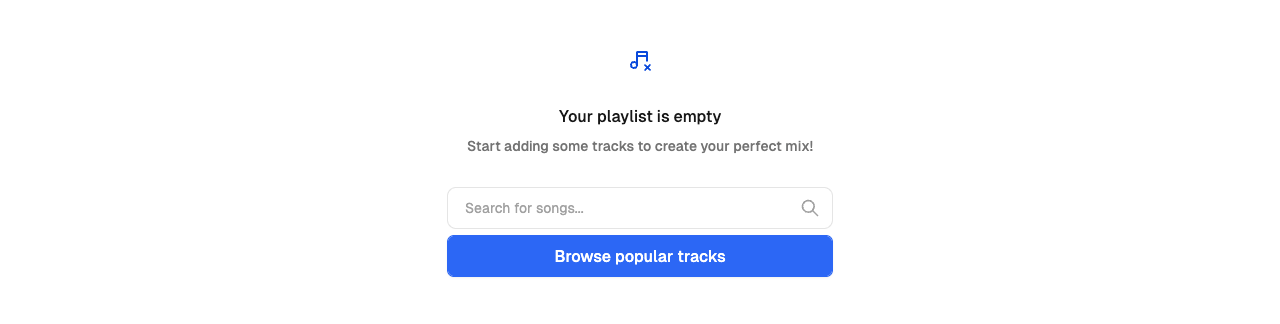 Your playlist is empty
Start adding some tracks to create your perfect mix!
Search for songs...
Browse popular tracks